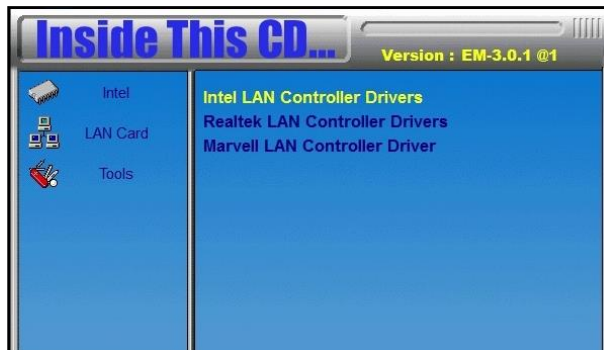 Inside This CD...
Version : EM-3.0.1 @1
Intel
LAN Card
Tools
Intel LAN Controller Drivers
Realtek LAN Controller Drivers
Marvell LAN Controller Driver